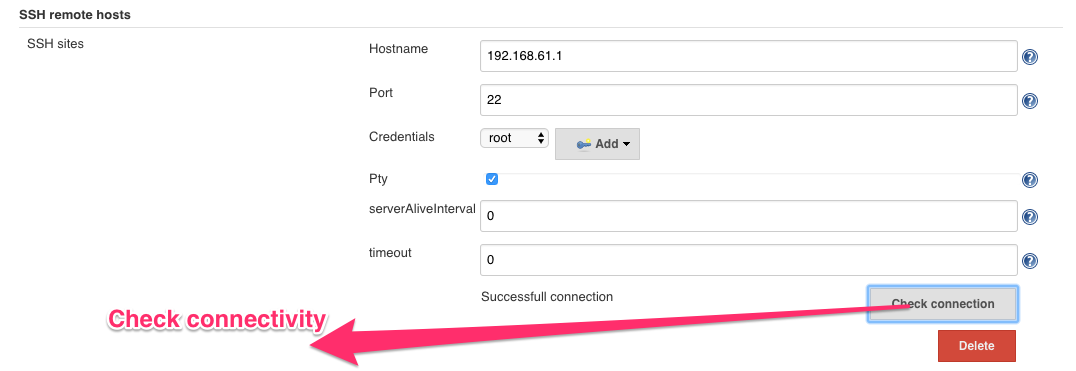 SSH remote hosts
SSH sites
Hostname 192.168.61.1
Port 22
Credentials root Add
Pty
serverAliveInterval 0
timeout 0
Successfull connection Check connection
Check connectivity
Delete